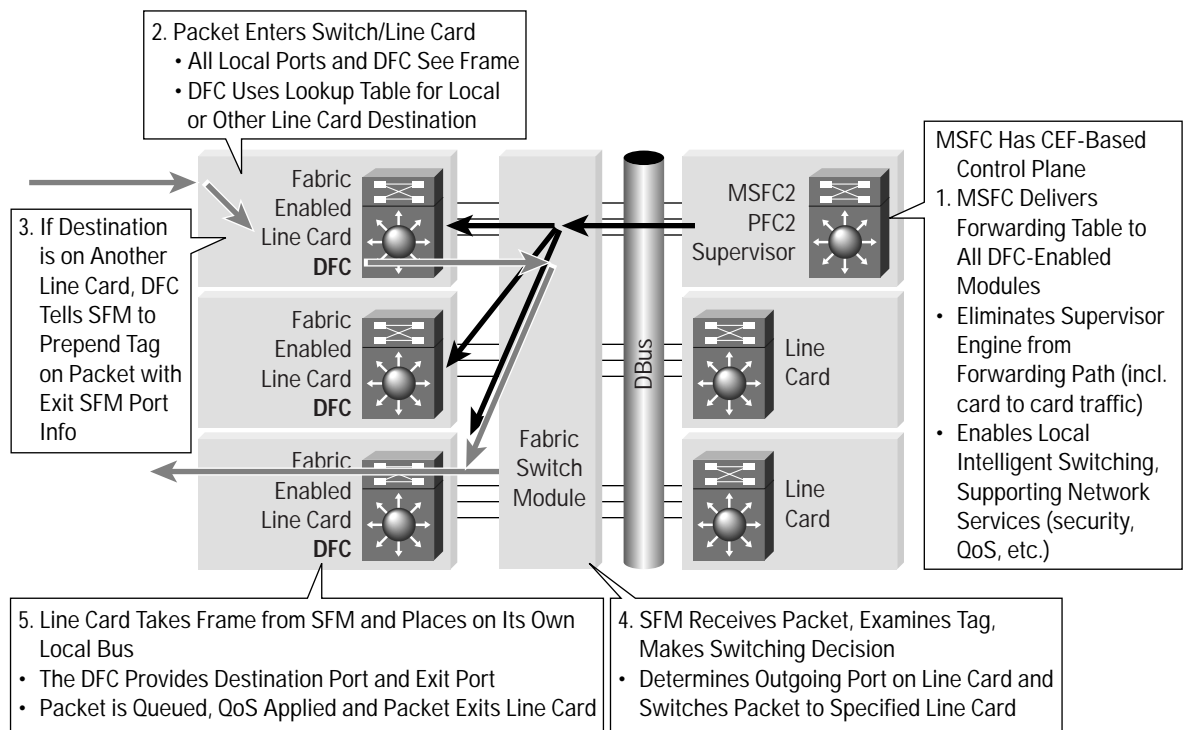 2. Packet Enters Switch/Line Card
• All Local Ports and DFC See Frame
• DFC Uses Lookup Table for Local
or Other Line Card Destination
MSFC Has CEF-Based
Control Plane
1. MSFC Delivers
Forwarding Table to
All DFC-Enabled
Modules
• Eliminates Supervisor
Engine from
Forwarding Path (incl.
card to card traffic)
• Enables Local
Intelligent Switching,
Supporting Network
Services (security,
QoS, etc.)
3. If Destination
is on Another
Line Card, DFC
Tells SFM to
Prepend Tag
on Packet with
Exit SFM Port
Info
Fabric
Enabled
Line Card
DFC
Fabric
Enabled
Line Card
DFC
Fabric
Enabled
Line Card
DFC
Fabric
Switch
Module
DBus
MSFC2
PFC2
Supervisor
Line
Card
Line
Card
5. Line Card Takes Frame from SFM and Places on Its Own
Local Bus
• The DFC Provides Destination Port and Exit Port
• Packet is Queued, QoS Applied and Packet Exits Line Card
4. SFM Receives Packet, Examines Tag,
Makes Switching Decision
• Determines Outgoing Port on Line Card and
Switches Packet to Specified Line Card